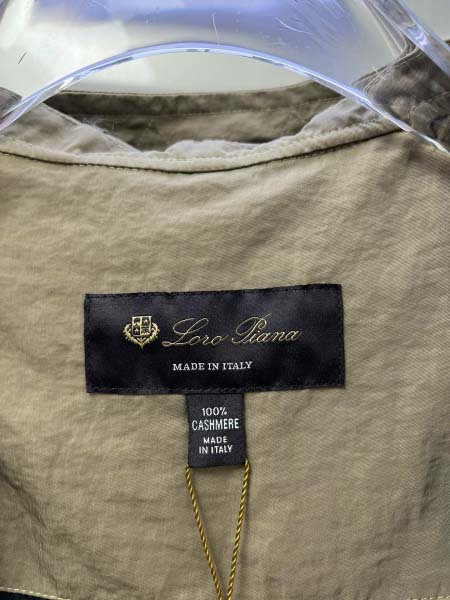 Loro Piana
MADE IN ITALY
100%
CASHMERE
MADE
IN ITALY